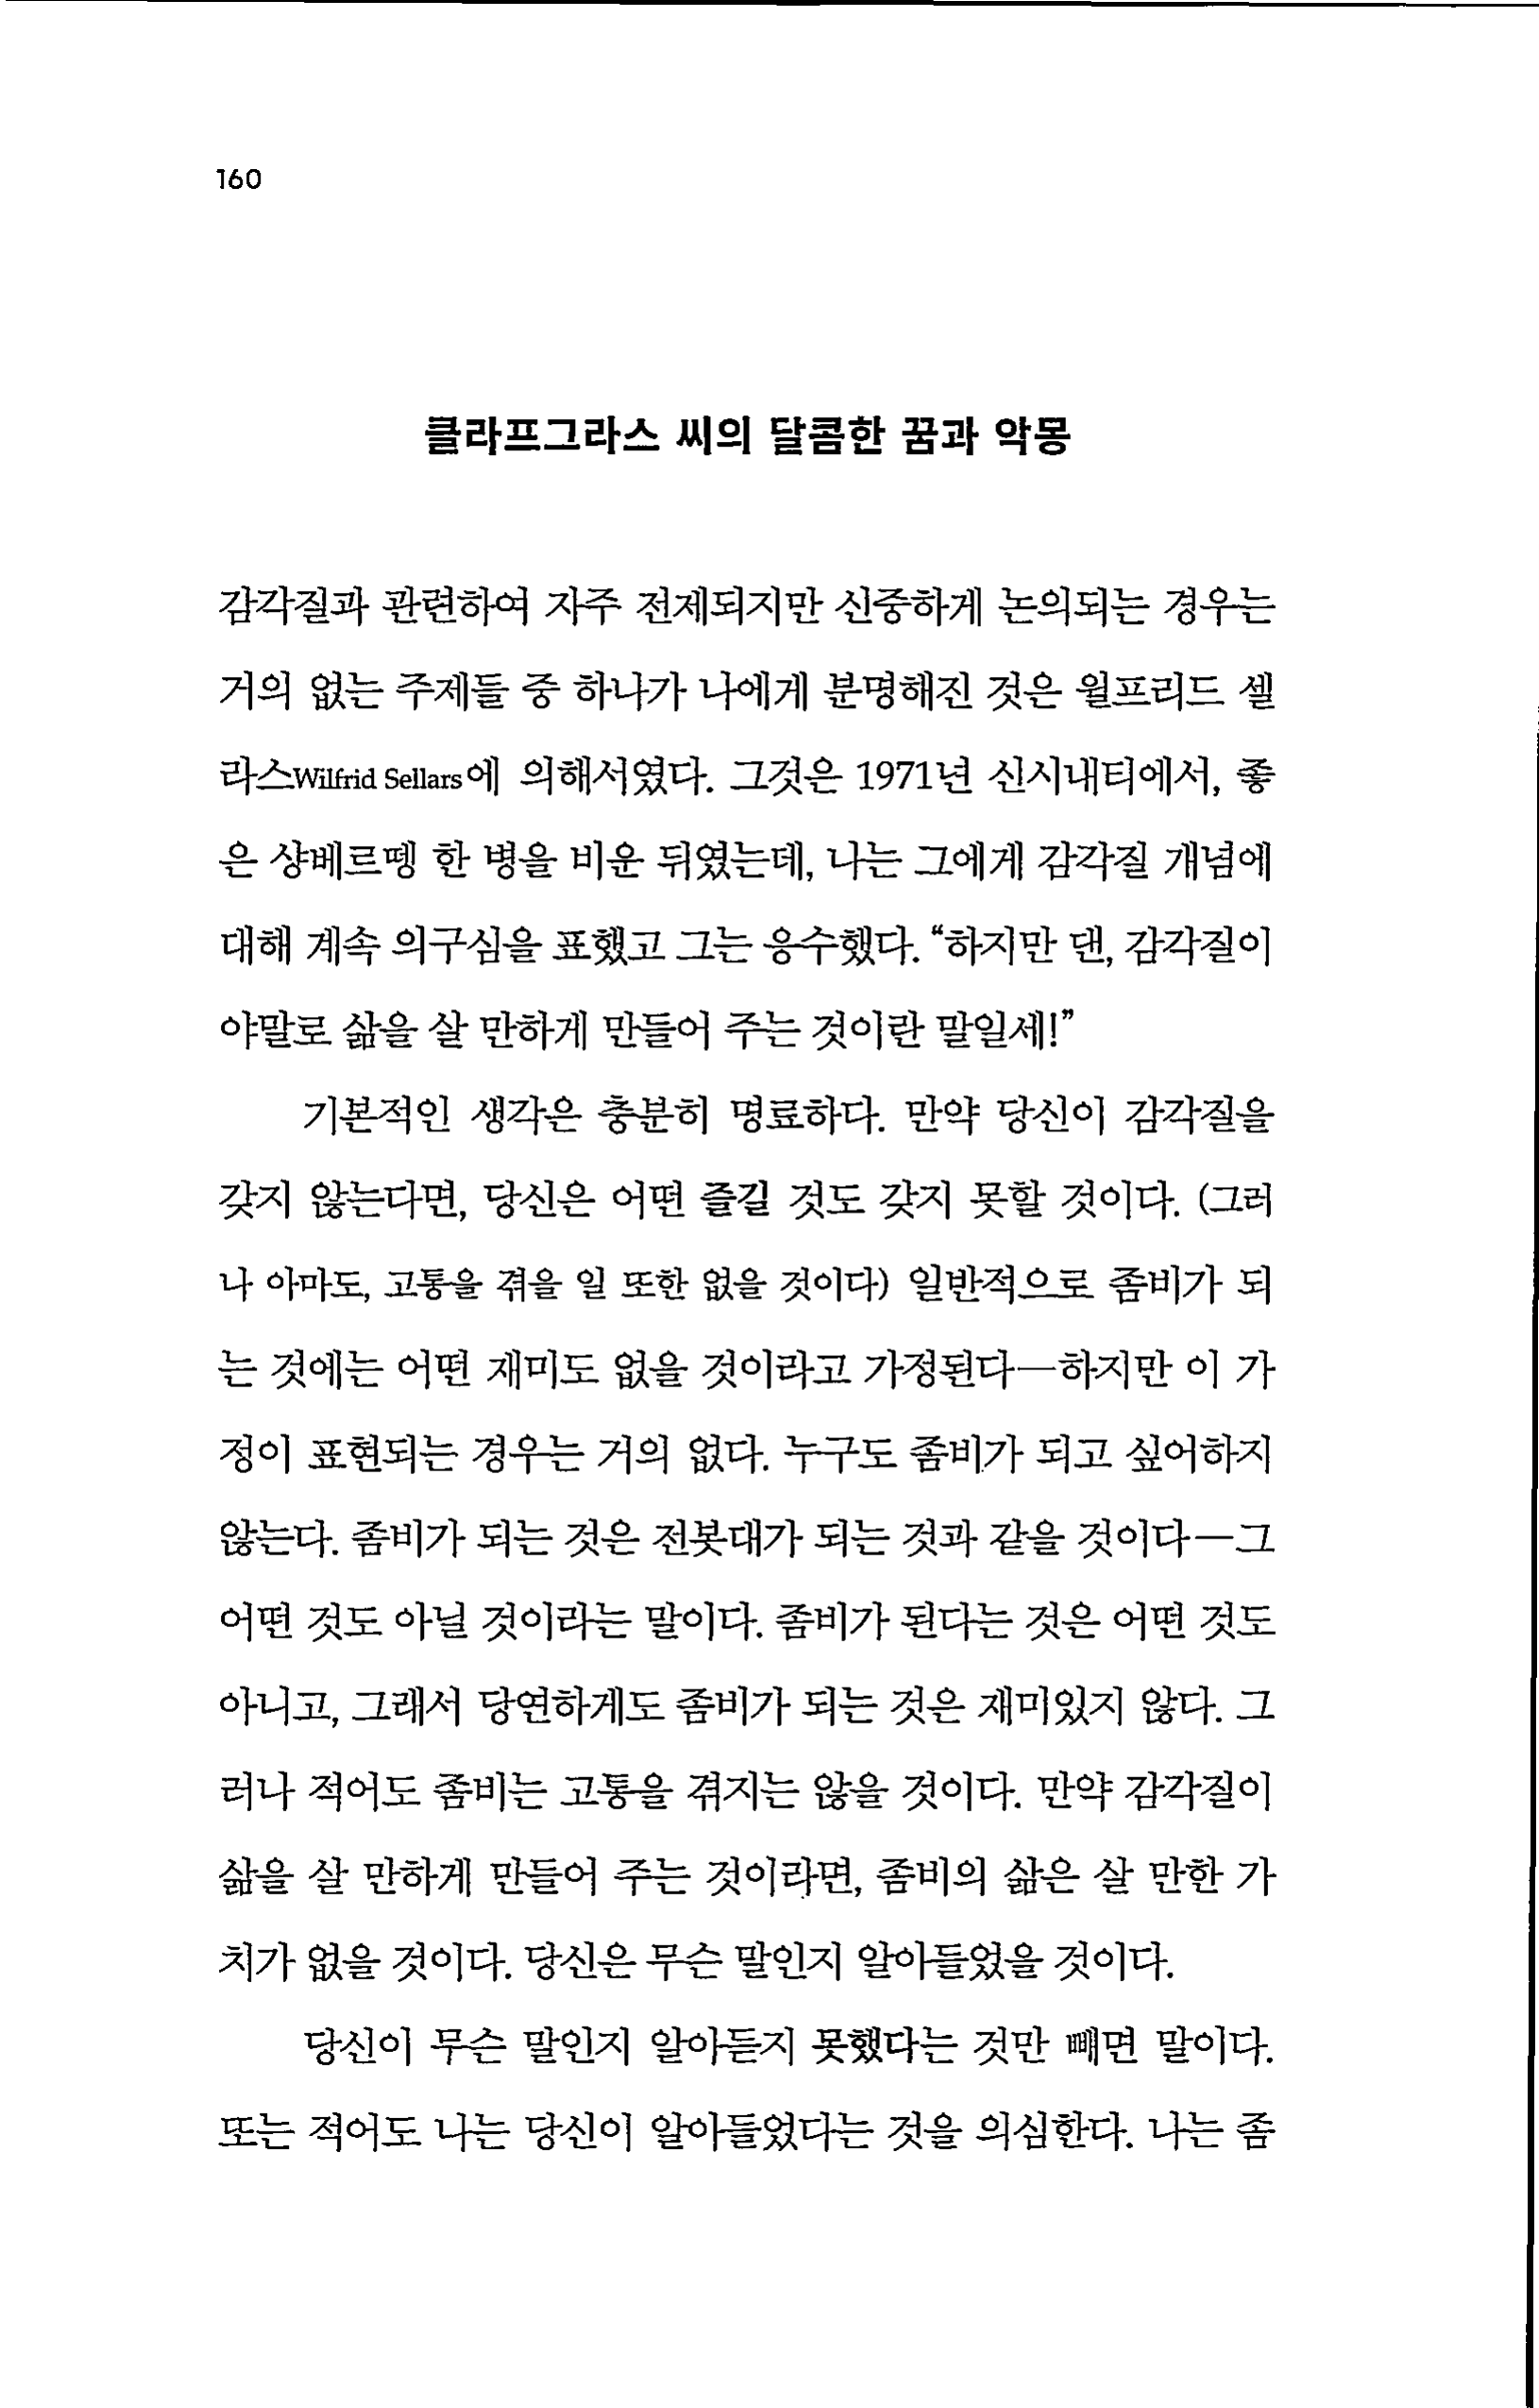 160
클라프그라스 씨의 달콤한 꿈과 악몽
감각질과 관련하여 자주 전제되지만 신중하게 논의되는 경우는
거의 없는 주제들 중 하나가 나에게 분명해진 것은 윌프리드 셀
라스Wilfrid Sellars에 의해서였다. 그것은 1971년 신시내티에서, 좋
은 샹베르뗑 한 병을 비운 뒤였는데, 나는 그에게 감각질 개념에
대해 계속 의구심을 표했고 그는 응수했다. “하지만 댄, 감각질이
야말로 삶을 살 만하게 만들어 주는 것이란 말일세!”
기본적인 생각은 충분히 명료하다. 만약 당신이 감각질을
갖지 않는다면, 당신은 어떤 즐길 것도 갖지 못할 것이다. (그러
나 아마도, 고통을 겪을 일 또한 없을 것이다) 일반적으로 좀비가 되
는 것에는 어떤 재미도 없을 것이라고 가정된다—하지만 이 가
정이 표현되는 경우는 거의 없다. 누구도 좀비가 되고 싶어하지
않는다. 좀비가 되는 것은 전봇대가 되는 것과 같을 것이다—그
어떤 것도 아닐 것이라는 말이다. 좀비가 된다는 것은 어떤 것도
아니고, 그래서 당연하게도 좀비가 되는 것은 재미있지 않다. 그
러나 적어도 좀비는 고통을 겪지는 않을 것이다. 만약 감각질이
삶을 살 만하게 만들어 주는 것이라면, 좀비의 삶은 살 만한 가
치가 없을 것이다. 당신은 무슨 말인지 알아들었을 것이다.
당신이 무슨 말인지 알아듣지 못했다는 것만 빼면 말이다.
또는 적어도 나는 당신이 알아들었다는 것을 의심한다. 나는 좀